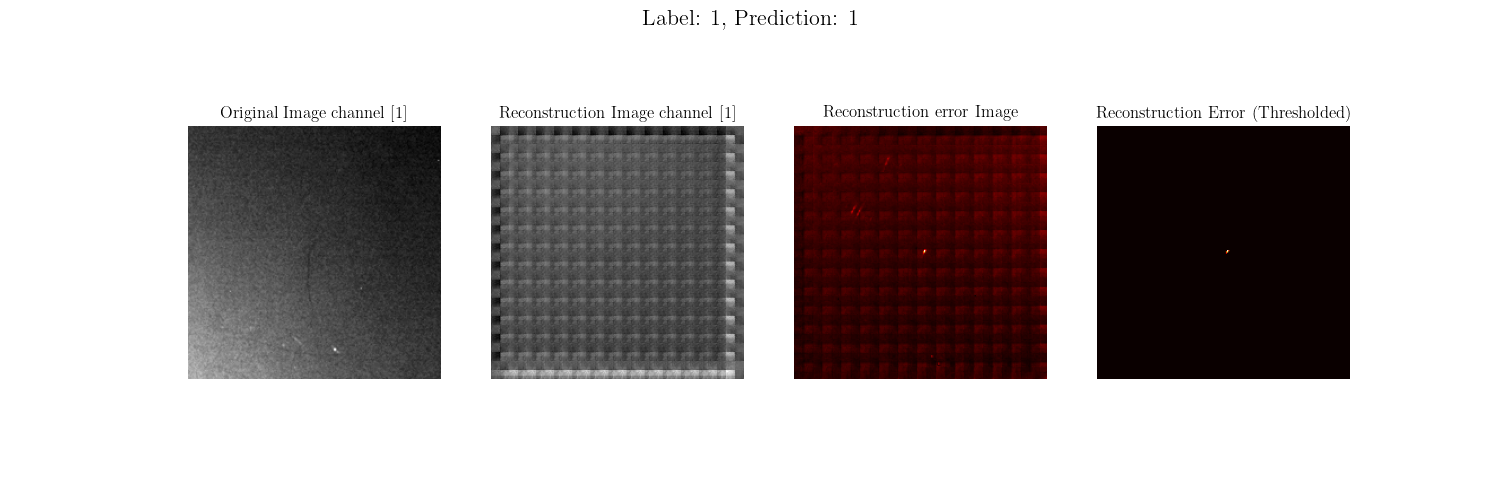 Label: 1, Prediction: 1
Original Image channel [1]
Reconstruction Image channel [1]
Reconstruction error Image
Reconstruction Error (Thresholded)